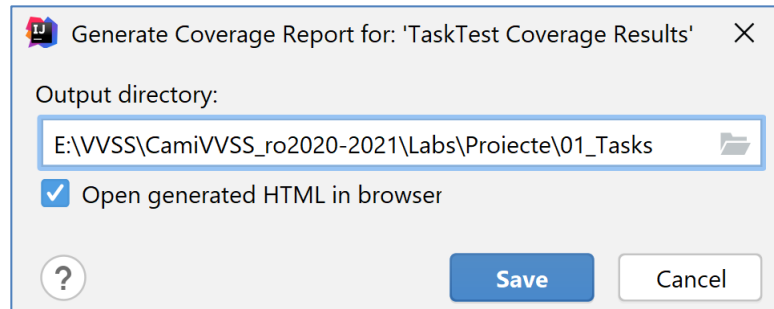 IJ Generate Coverage Report for: 'TaskTest Coverage Results'
Output directory:
E:\VVSS\CamiVVSS_ro2020-2021\Labs\Proiecte\01_Tasks
Open generated HTML in browser
? Save Cancel